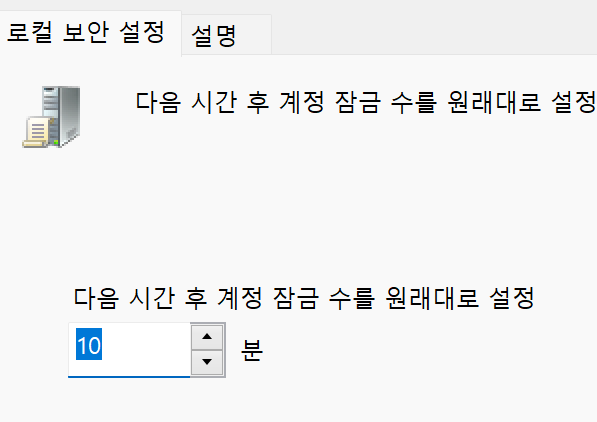 로컬 보안 설정
설명
다음 시간 후 계정 잠금 수를 원래대로 설정
다음 시간 후 계정 잠금 수를 원래대로 설정
10 분